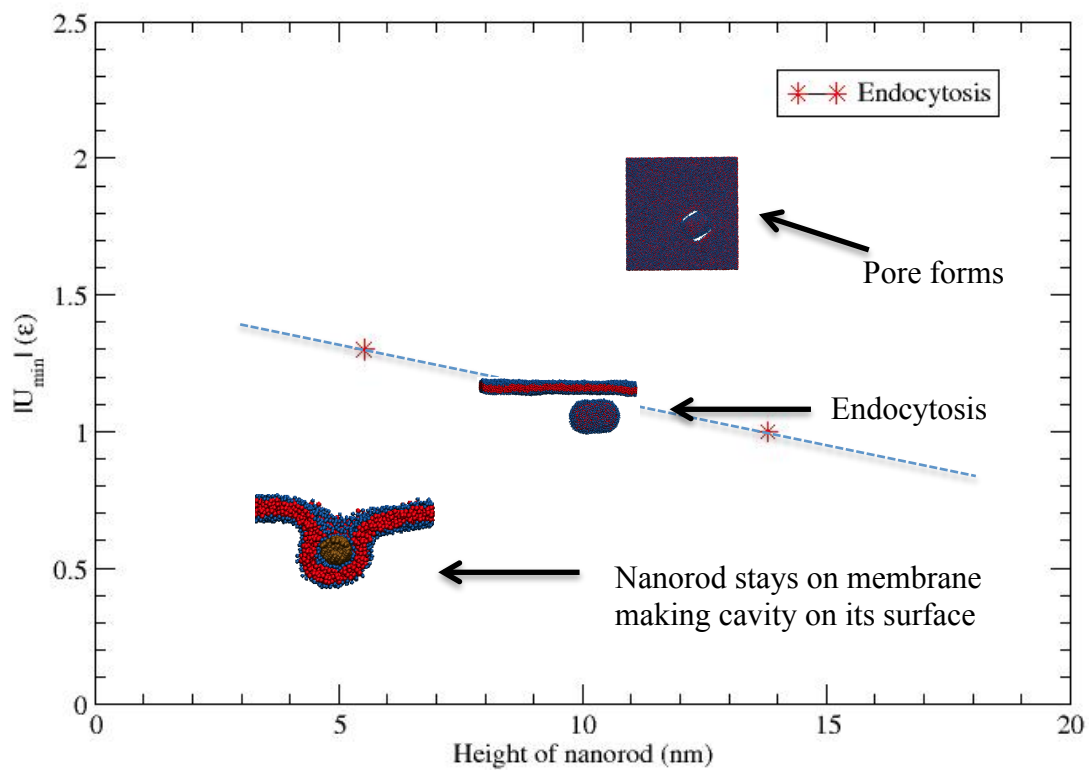 2.5
Endocytosis
2
Pore forms
1.5
|U_min| (ε)
Endocytosis
1
0.5
Nanorod stays on membrane
making cavity on its surface
0
0 5 10 15 20
Height of nanorod (nm)